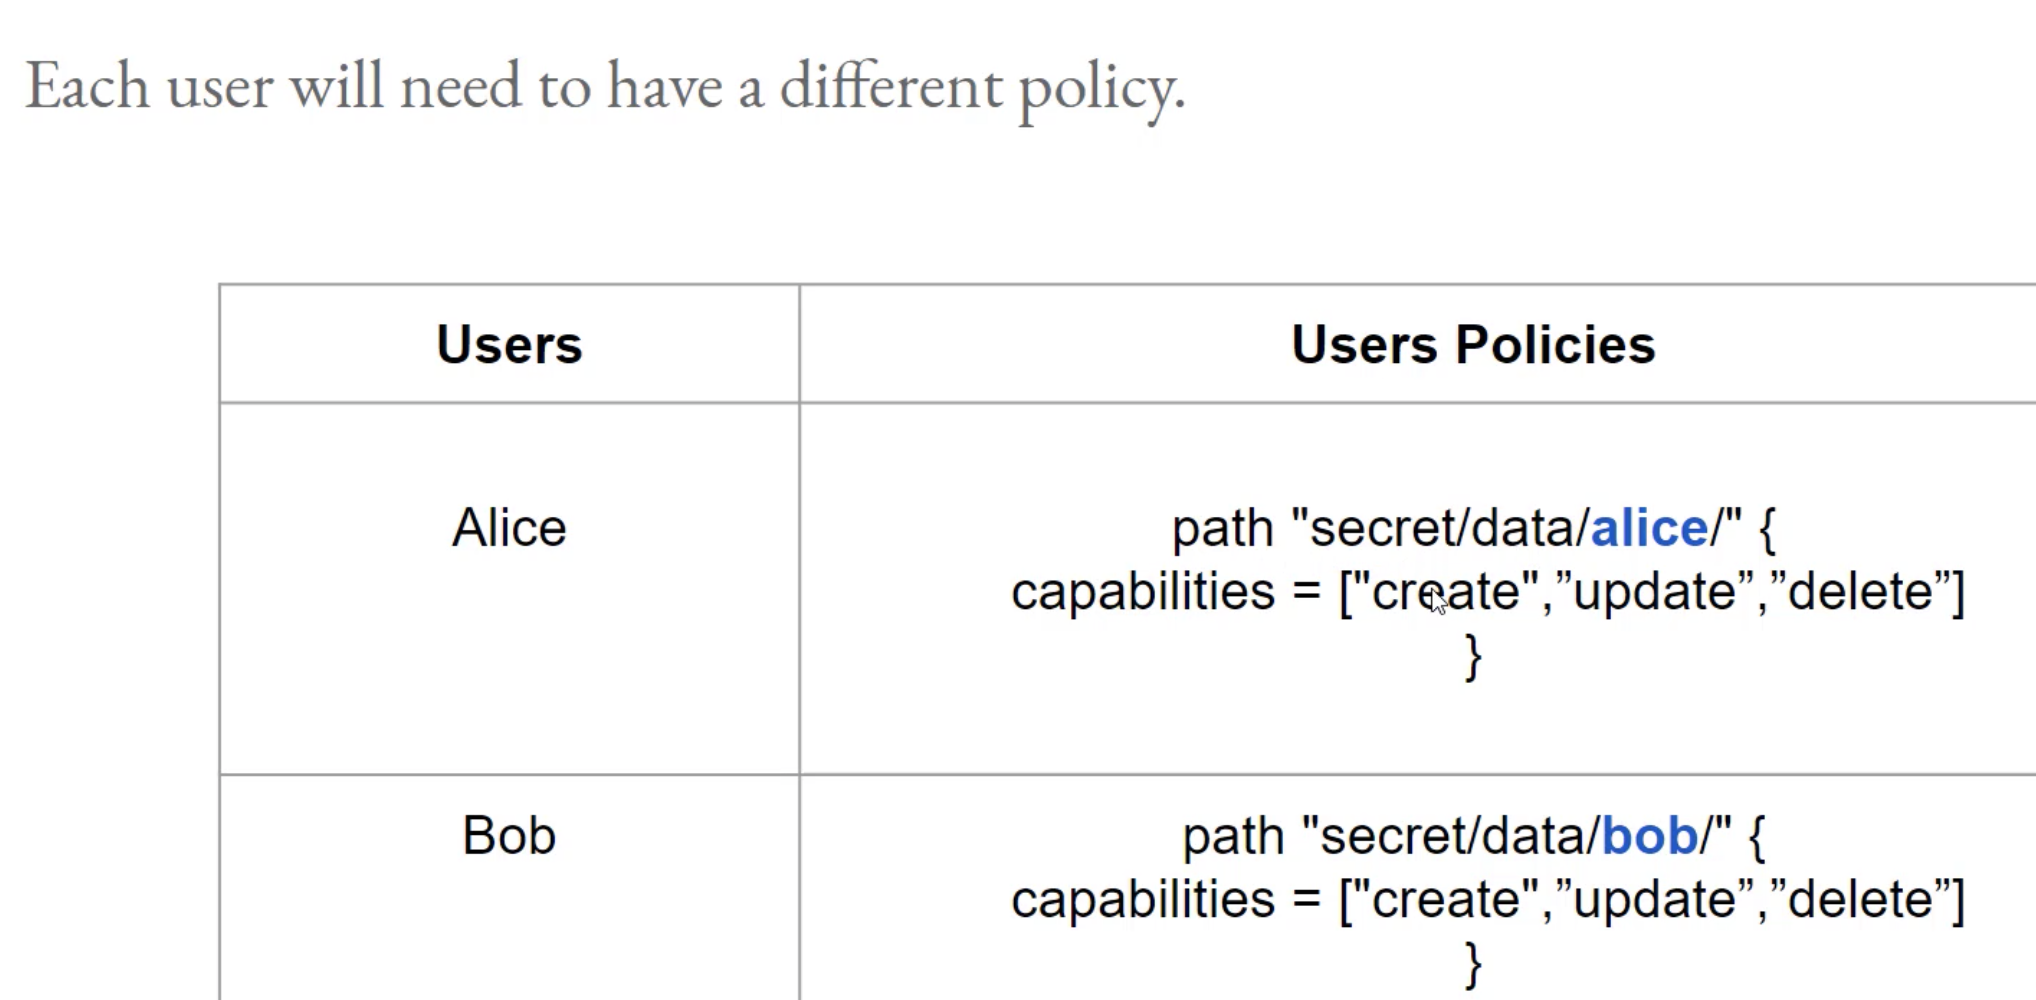 Each user will need to have a different policy.
Users
Users Policies
Alice
path "secret/data/alice/" {
capabilities = ["create",”update”,”delete”]
}
Bob
path "secret/data/bob/" {
capabilities = ["create",”update”,”delete”]
}